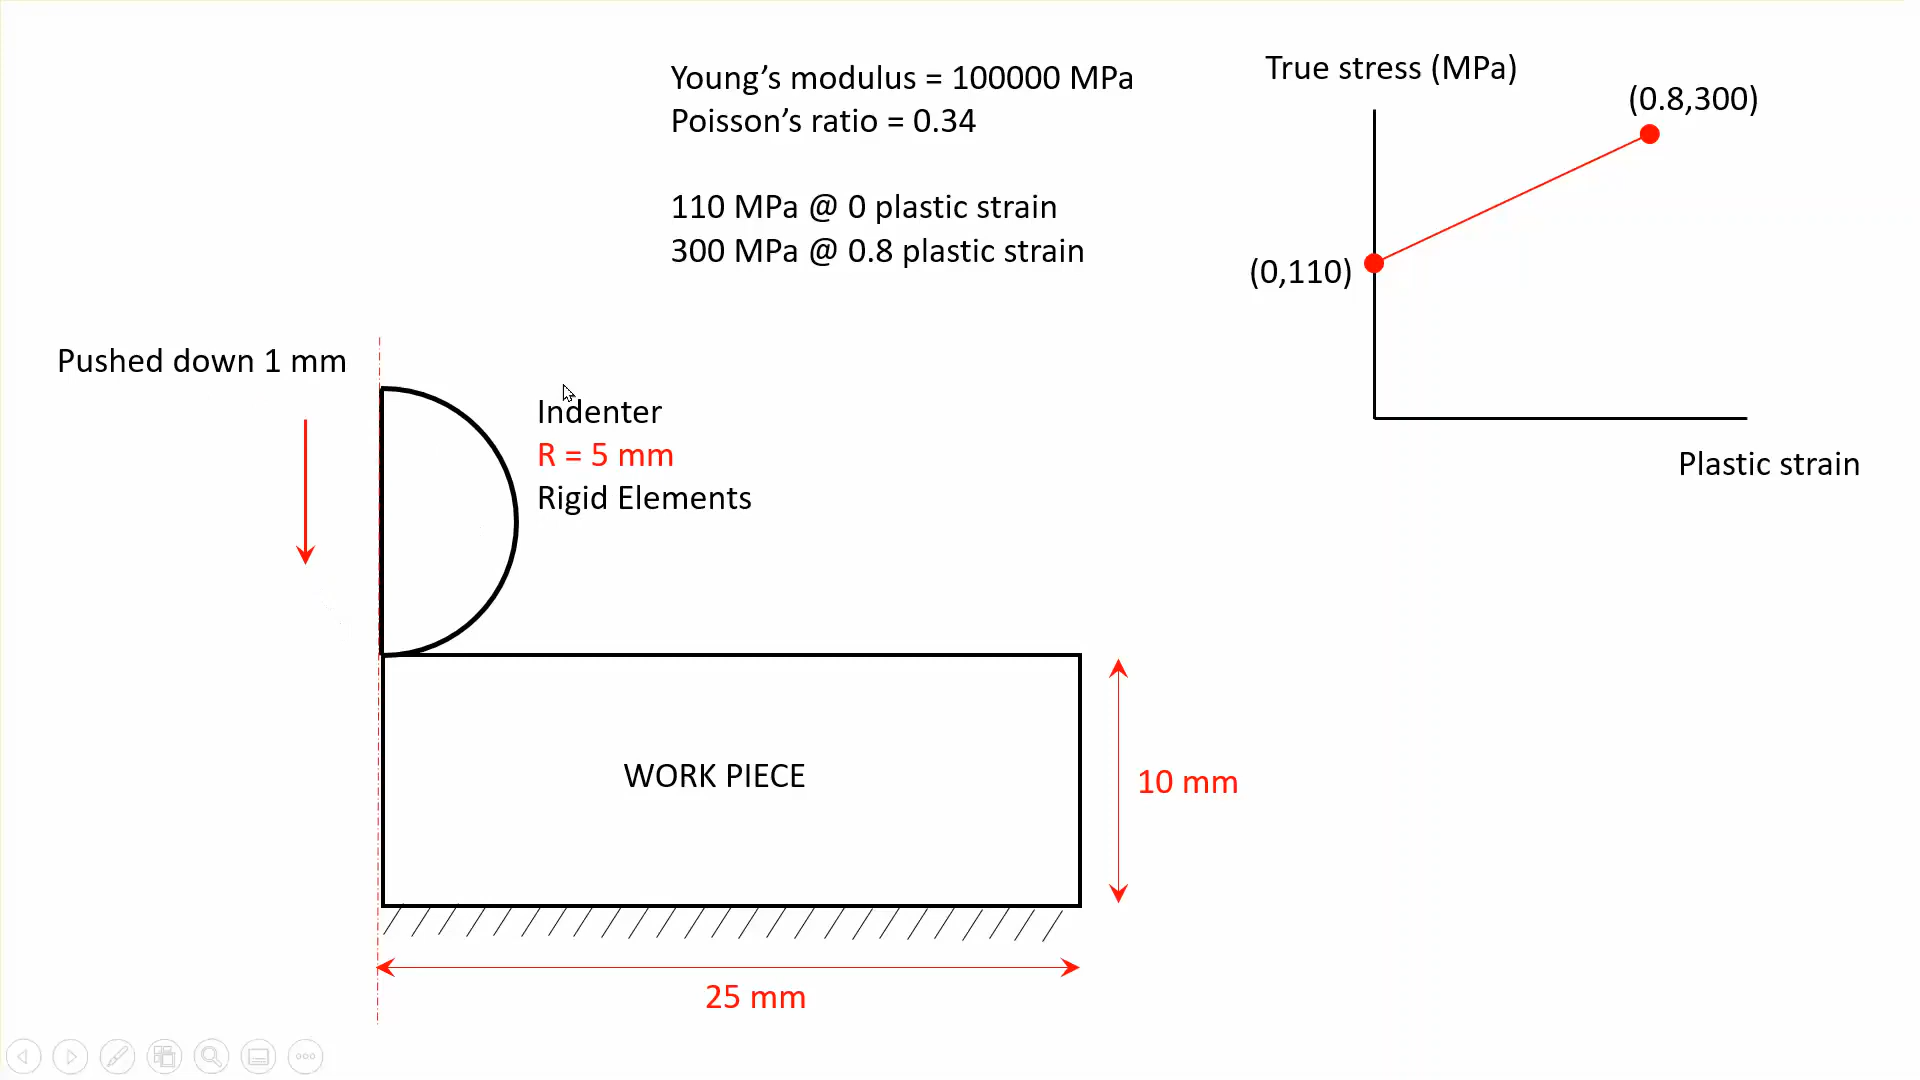 Young’s modulus = 100000 MPa
Poisson’s ratio = 0.34
110 MPa @ 0 plastic strain
300 MPa @ 0.8 plastic strain
True stress (MPa)
(0.8,300)
(0,110)
Plastic strain
Pushed down 1 mm
Indenter
R = 5 mm
Rigid Elements
WORK PIECE
10 mm
25 mm